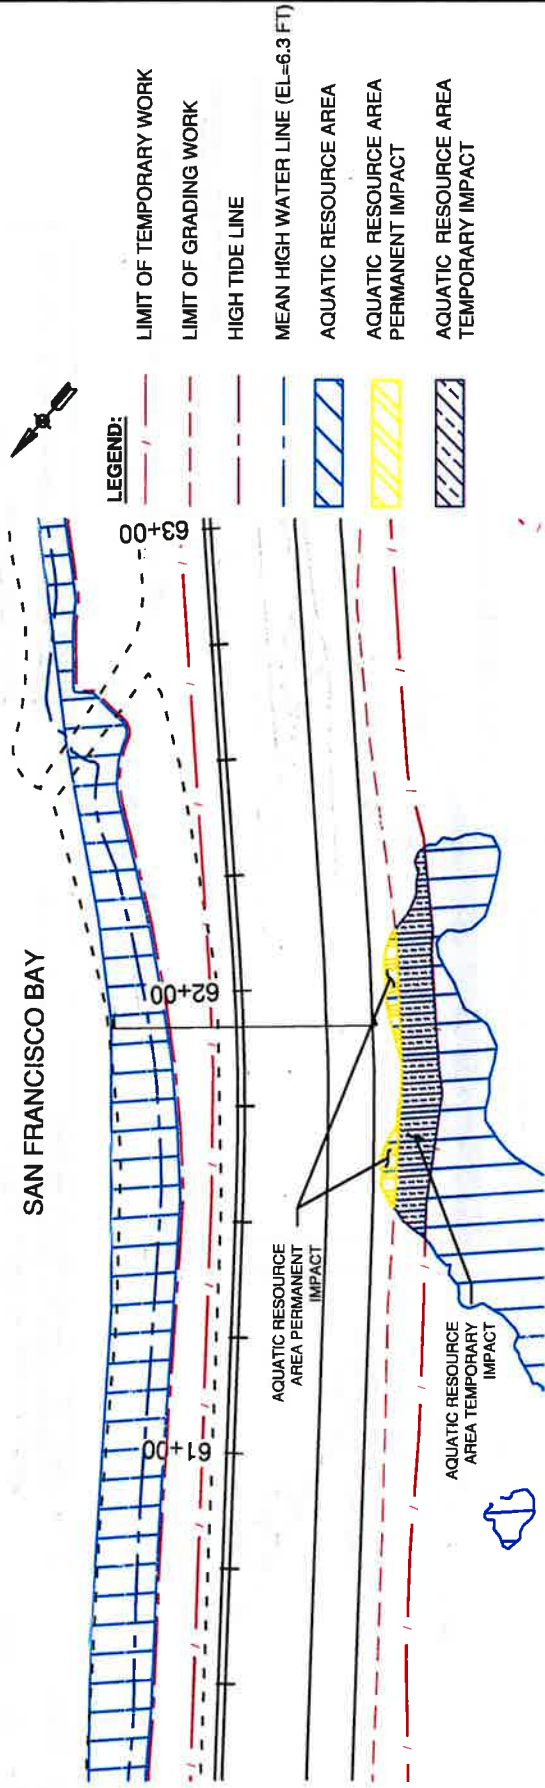 SAN FRANCISCO BAY
61+00
62+00
63+00
AQUATIC RESOURCE
AREA PERMANENT
IMPACT
AQUATIC RESOURCE
AREA TEMPORARY
IMPACT
LEGEND:
LIMIT OF TEMPORARY WORK
LIMIT OF GRADING WORK
HIGH TIDE LINE
MEAN HIGH WATER LINE (EL=6.3 FT)
AQUATIC RESOURCE AREA
AQUATIC RESOURCE AREA
PERMANENT IMPACT
AQUATIC RESOURCE AREA
TEMPORARY IMPACT